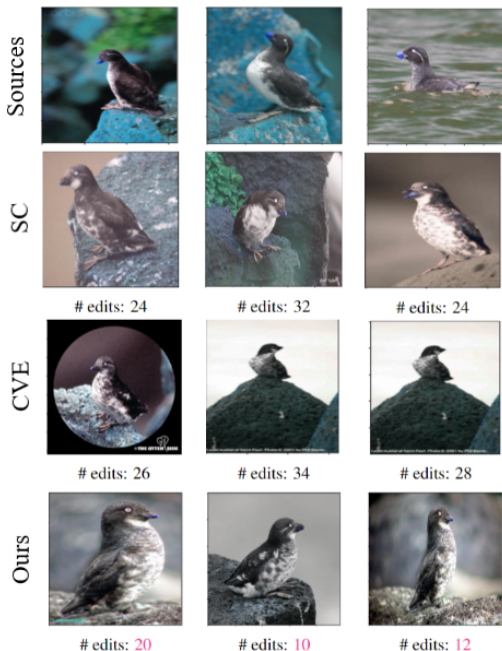 Sources
SC
# edits: 24
# edits: 32
# edits: 24
CVE
# edits: 26
# edits: 34
# edits: 28
Ours
# edits: 20
# edits: 10
# edits: 12